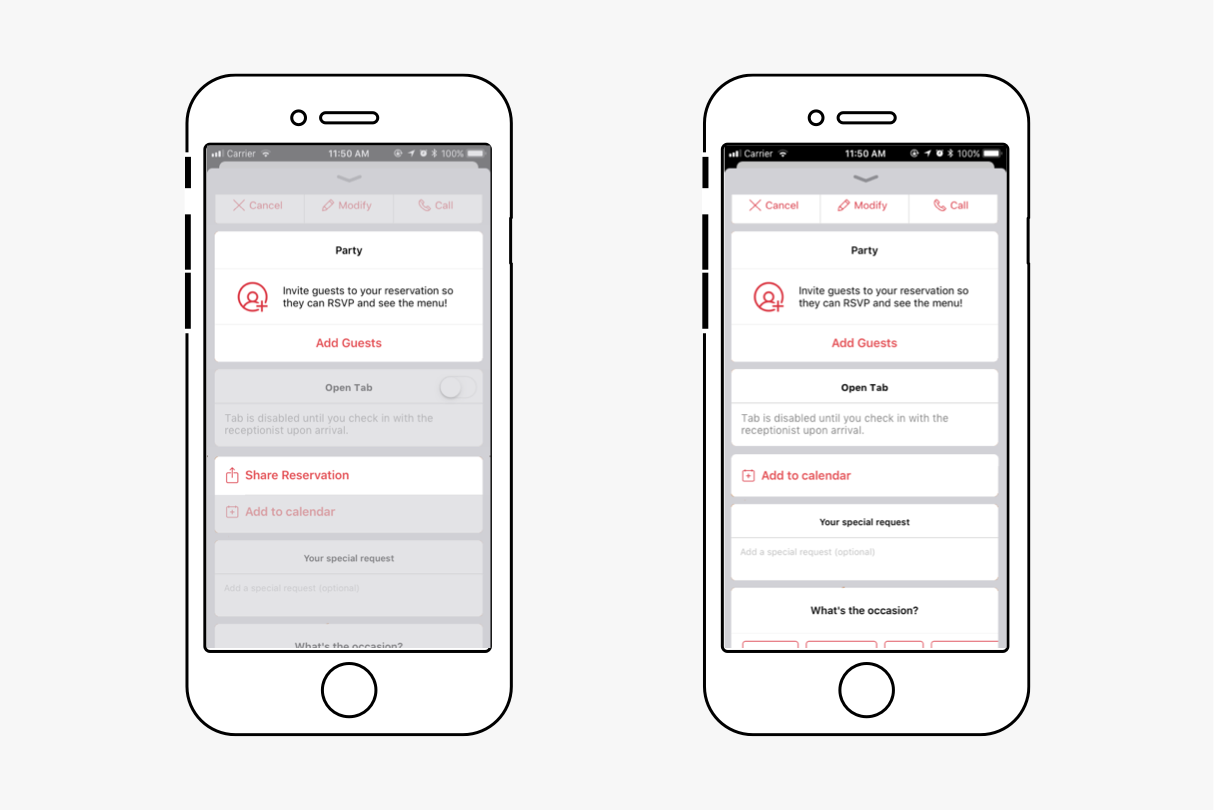 Carrier 11:50 AM 100%
Cancel Modify Call
Party
Invite guests to your reservation so
they can RSVP and see the menu!
Add Guests
Open Tab
Tab is disabled until you check in with the
receptionist upon arrival.
Share Reservation
Add to calendar
Your special request
Add a special request (optional)
What's the occasion?
Carrier 11:50 AM 100%
Cancel Modify Call
Party
Invite guests to your reservation so
they can RSVP and see the menu!
Add Guests
Open Tab
Tab is disabled until you check in with the
receptionist upon arrival.
Add to calendar
Your special request
Add a special request (optional)
What's the occasion?